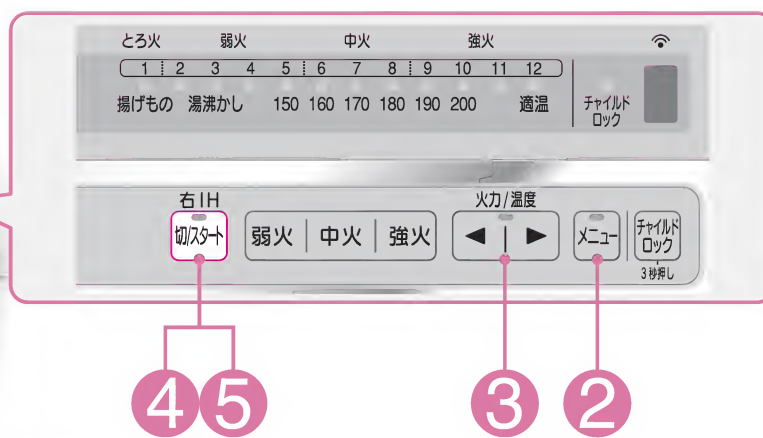 とろ火 弱火 中火 強火
1 2 3 4 5 6 7 8 9 10 11 12
揚げもの 湯沸かし 150 160 170 180 190 200 適温
チャイルド
ロック
右IH
切/スタート
弱火 中火 強火
火力/温度
◀ ▶
メニュー
チャイルド
ロック
3秒押し
4 5 3 2